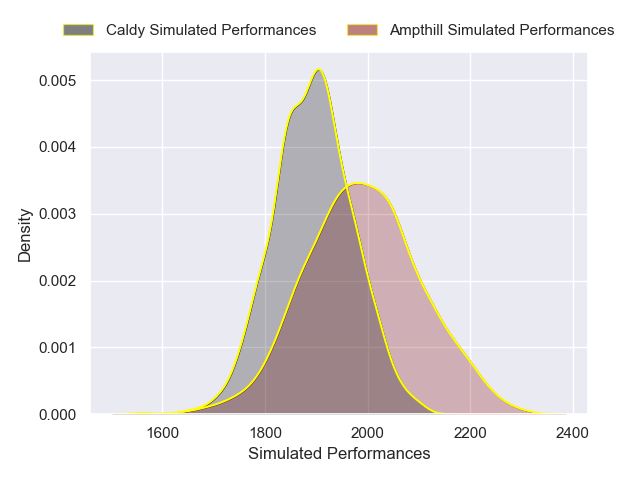 Caldy Simulated Performances Ampthill Simulated Performances
0.005
0.004
0.003
0.002
0.001
0.000
Density
1600 1800 2000 2200 2400
Simulated Performances